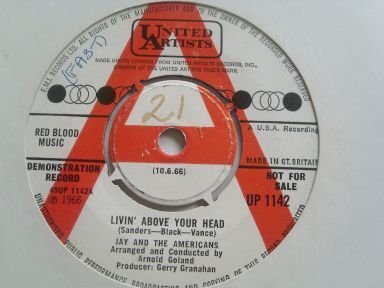 UNITED
ARTISTS
MADE UNDER LICENCE FROM UNITED ARTISTS RECORDS INC.,
OWNERS OF THE UNITED ARTISTS TRADE MARK
E.M.I. RECORDS LTD.
ALL RIGHTS OF THE MANUFACTURER AND OF THE OWNER OF THE RECORDED WORK RESERVED
(FAST)
21
RED BLOOD
MUSIC
A U.S.A. Recording
DEMONSTRATION
RECORD
45UP 1142A
℗ 1966
(10.6.66)
MADE IN GT. BRITAIN
NOT FOR
SALE
UP 1142
LIVIN' ABOVE YOUR HEAD
(Sanders—Black—Vance)
JAY AND THE AMERICANS
Arranged and Conducted by
Arnold Goland
Producer: Gerry Granahan
UNAUTHORISED PUBLIC PERFORMANCE, BROADCASTING AND COPYING OF THIS RECORD PROHIBITED